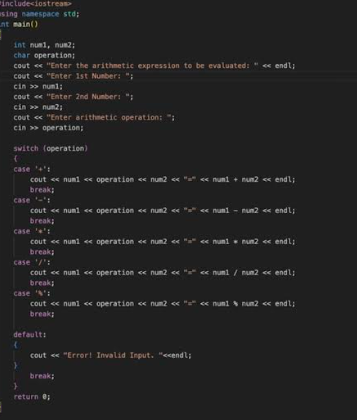 #include<iostream>
using namespace std;
int main()
{
int num1, num2;
char operation;
cout << "Enter the arithmetic expression to be evaluated: " << endl;
cout << "Enter 1st Number: ";
cin >> num1;
cout << "Enter 2nd Number: ";
cin >> num2;
cout << "Enter arithmetic operation: ";
cin >> operation;
switch (operation)
{
case '+':
cout << num1 << operation << num2 << "=" << num1 + num2 << endl;
break;
case '-':
cout << num1 << operation << num2 << "=" << num1 - num2 << endl;
break;
case '*':
cout << num1 << operation << num2 << "=" << num1 * num2 << endl;
break;
case '/':
cout << num1 << operation << num2 << "=" << num1 / num2 << endl;
break;
case '%':
cout << num1 << operation << num2 << "=" << num1 % num2 << endl;
break;
default:
{
cout << "Error! Invalid Input. "<<endl;
}
break;
}
return 0;
}